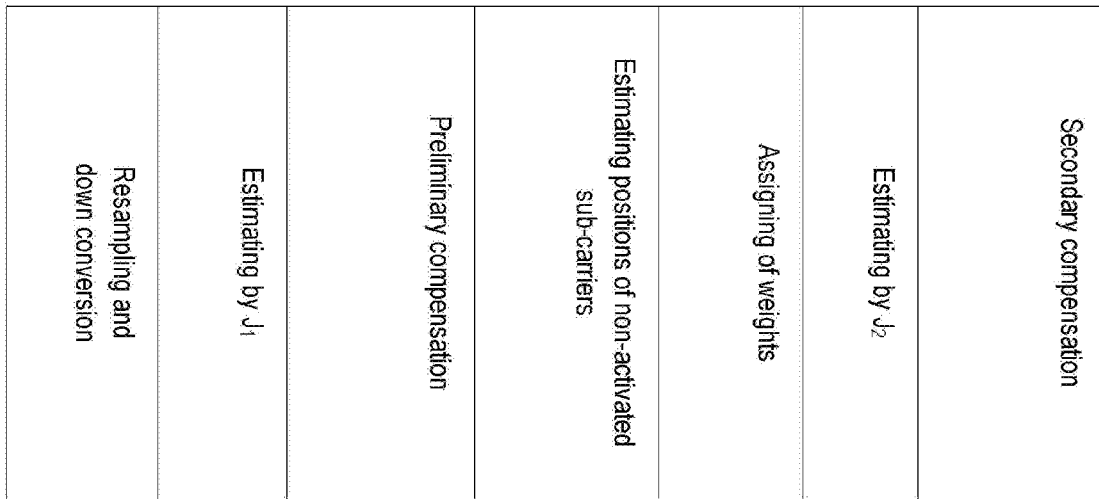 Secondary compensation
Estimating by J₂
Assigning of weights
Estimating positions of non-activated
sub-carriers
Preliminary compensation
Estimating by J₁
Resampling and
down conversion